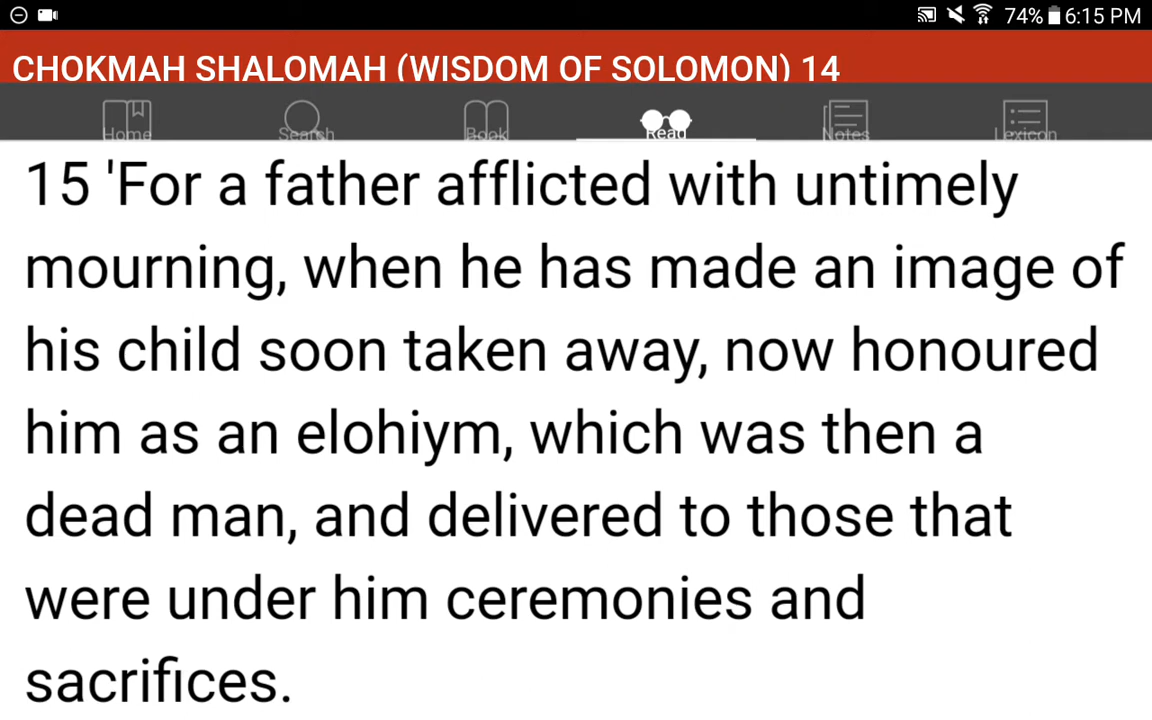 74% 6:15 PM
CHOKMAH SHALOMAH (WISDOM OF SOLOMON) 14
Home Search Book Read Notes Lexicon
15 'For a father afflicted with untimely
mourning, when he has made an image of
his child soon taken away, now honoured
him as an elohiym, which was then a
dead man, and delivered to those that
were under him ceremonies and
sacrifices.